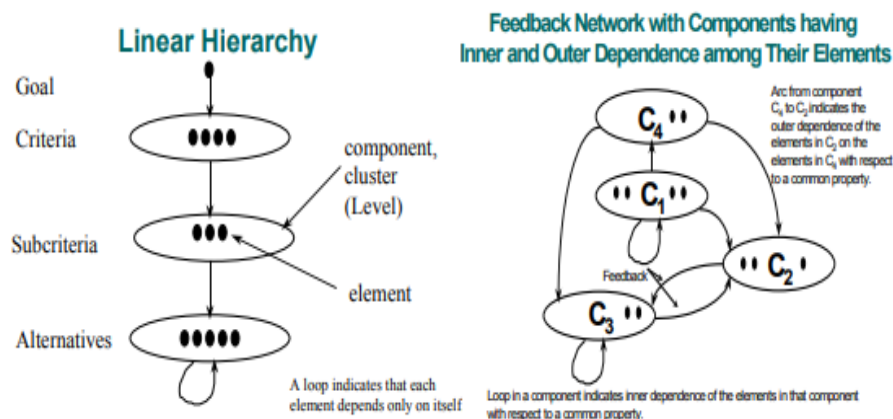 Linear Hierarchy
Goal
Criteria
component,
cluster
(Level)
Subcriteria
element
Alternatives
A loop indicates that each
element depends only on itself
Feedback Network with Components having
Inner and Outer Dependence among Their Elements
Arc from component
C4 to C2 indicates the
outer dependence of the
elements in C2 on the
elements in C4 with respect
to a common property.
C4
C1
Feedback
C2
C3
Loop in a component indicates inner dependence of the elements in that component
with respect to a common property.